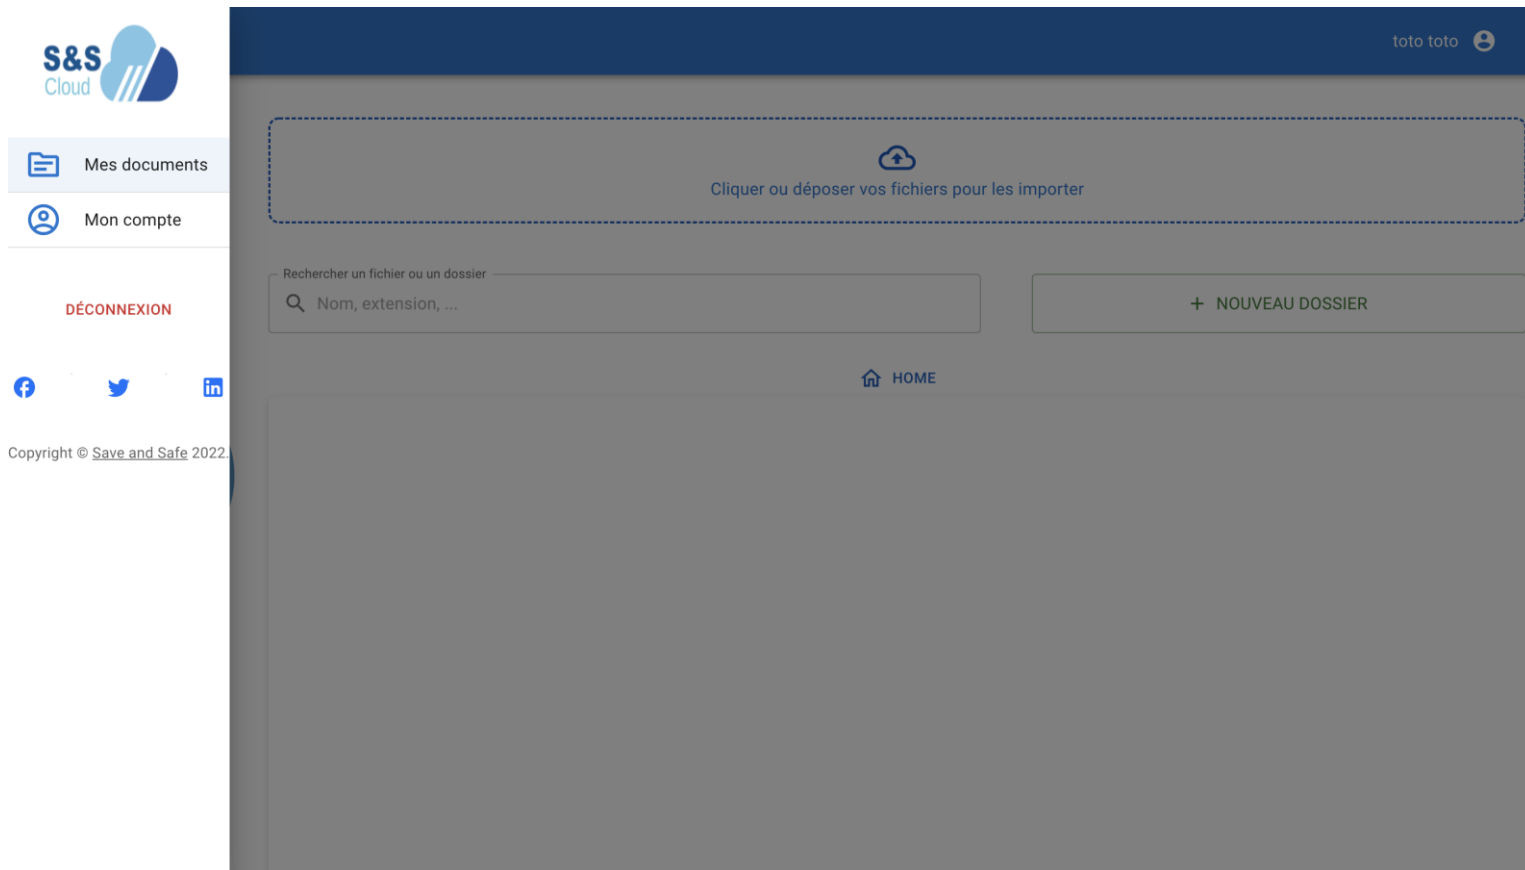 S&S
Cloud
Mes documents
Mon compte
DÉCONNEXION
Copyright © Save and Safe 2022.
toto toto
Cliquer ou déposer vos fichiers pour les importer
Rechercher un fichier ou un dossier
Nom, extension, ...
+ NOUVEAU DOSSIER
HOME